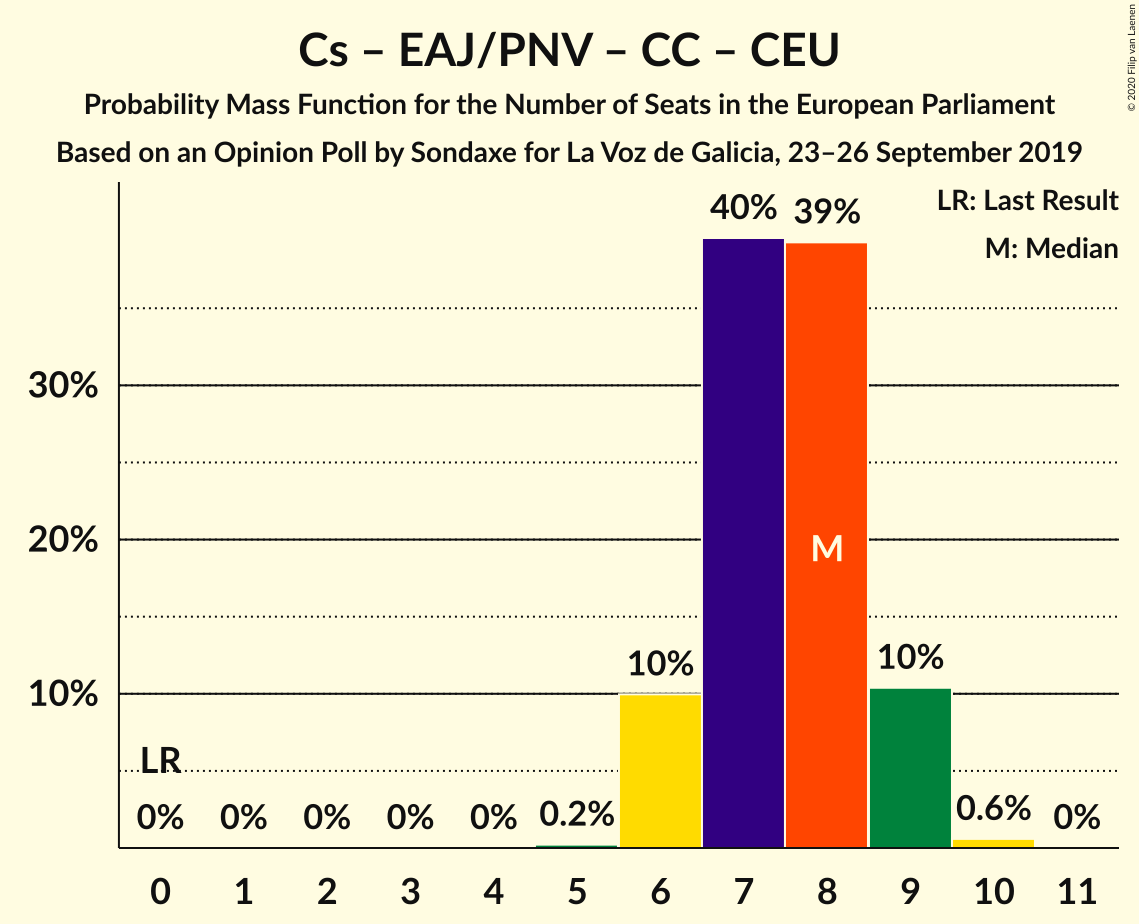 Cs – EAJ/PNV – CC – CEU
Probability Mass Function for the Number of Seats in the European Parliament
Based on an Opinion Poll by Sondaxe for La Voz de Galicia, 23–26 September 2019
© 2020 Filip van Laenen
LR: Last Result
M: Median
40%
39%
30%
20%
M
10%
10%
10%
LR
0%
0%
0%
0%
0%
0.2%
0.6%
0%
0 1 2 3 4 5 6 7 8 9 10 11